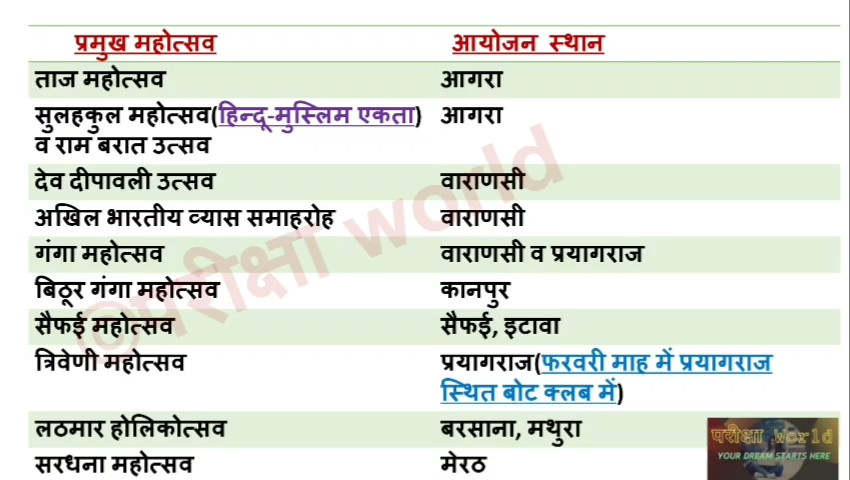 प्रमुख महोत्सव आयोजन स्थान
ताज महोत्सव आगरा
सुलहकुल महोत्सव(हिन्दू-मुस्लिम एकता) आगरा
व राम बरात उत्सव
देव दीपावली उत्सव वाराणसी
अखिल भारतीय व्यास समाहरोह वाराणसी
गंगा महोत्सव वाराणसी व प्रयागराज
बिठूर गंगा महोत्सव कानपुर
सैफई महोत्सव सैफई, इटावा
त्रिवेणी महोत्सव प्रयागराज(फरवरी माह में प्रयागराज
स्थित बोट क्लब में)
लठमार होलिकोत्सव बरसाना, मथुरा
सरधना महोत्सव मेरठ
©परीक्षा world
परीक्षा World
YOUR DREAM STARTS HERE